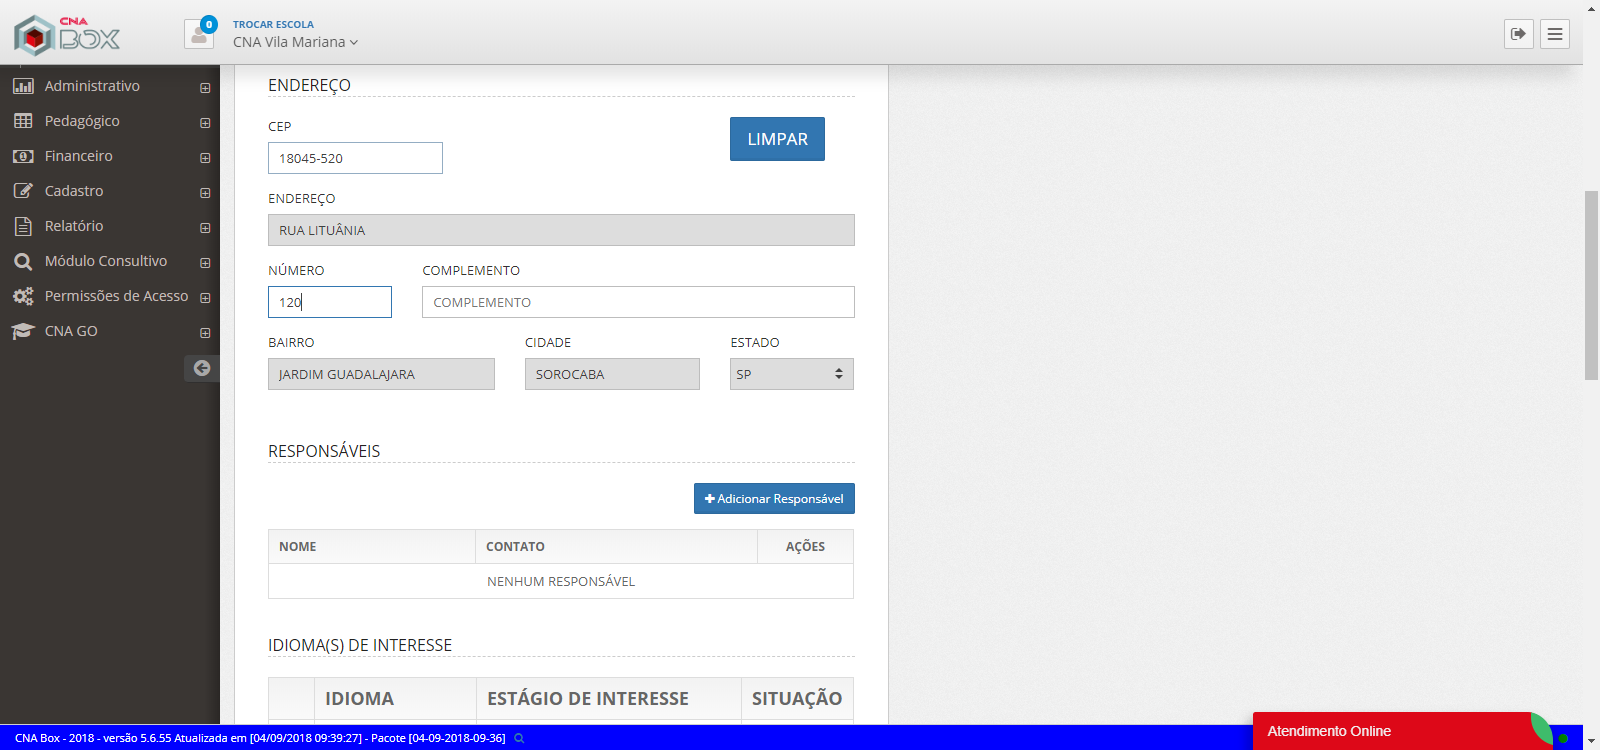 CNA
BOX
0
TROCAR ESCOLA
CNA Vila Mariana
Administrativo
Pedagógico
Financeiro
Cadastro
Relatório
Módulo Consultivo
Permissões de Acesso
CNA GO
ENDEREÇO
CEP
LIMPAR
18045-520
ENDEREÇO
RUA LITUÂNIA
NÚMERO COMPLEMENTO
120 COMPLEMENTO
BAIRRO CIDADE ESTADO
JARDIM GUADALAJARA SOROCABA SP
RESPONSÁVEIS
Adicionar Responsável
NOME CONTATO AÇÕES
NENHUM RESPONSÁVEL
IDIOMA(S) DE INTERESSE
IDIOMA ESTÁGIO DE INTERESSE SITUAÇÃO
CNA Box - 2018 - versão 5.6.55 Atualizada em [04/09/2018 09:39:27] - Pacote [04-09-2018-09-36]
Atendimento Online